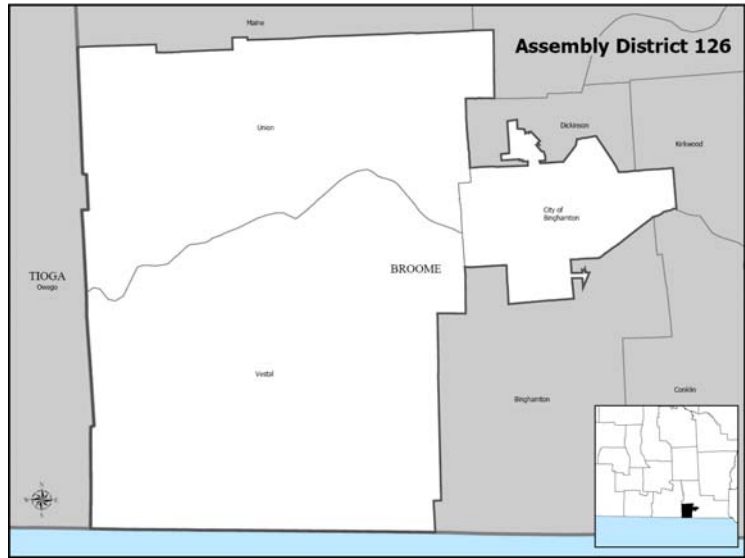 Maine
Assembly District 126
Union
Dickinson
Kirkwood
City of
Binghamton
TIOGA
Owego
BROOME
Vestal
Binghamton
Conklin
N
W
E
S